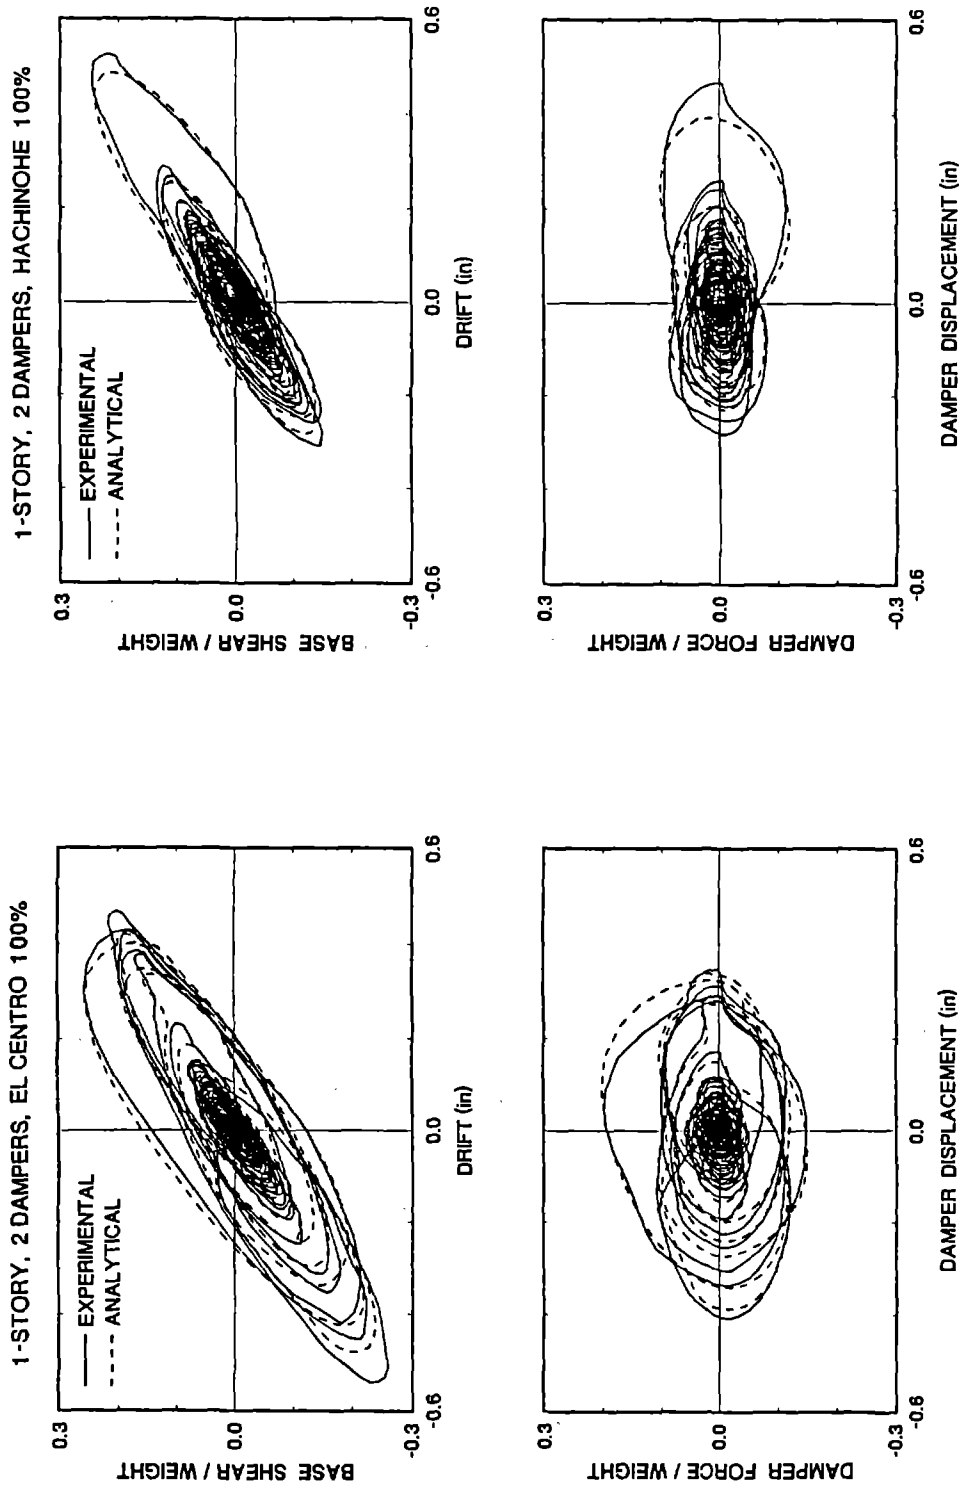 1-STORY, 2 DAMPERS, EL CENTRO 100%
0.3
0.0
-0.3
BASE SHEAR / WEIGHT
EXPERIMENTAL
ANALYTICAL
-0.6
0.0
0.6
DRIFT (in)
0.3
0.0
-0.3
DAMPER FORCE / WEIGHT
-0.6
0.0
0.6
DAMPER DISPLACEMENT (in)
1-STORY, 2 DAMPERS, HACHINOHE 100%
0.3
0.0
-0.3
BASE SHEAR / WEIGHT
EXPERIMENTAL
ANALYTICAL
-0.6
0.0
0.6
DRIFT (in)
0.3
0.0
-0.3
DAMPER FORCE / WEIGHT
-0.6
0.0
0.6
DAMPER DISPLACEMENT (in)